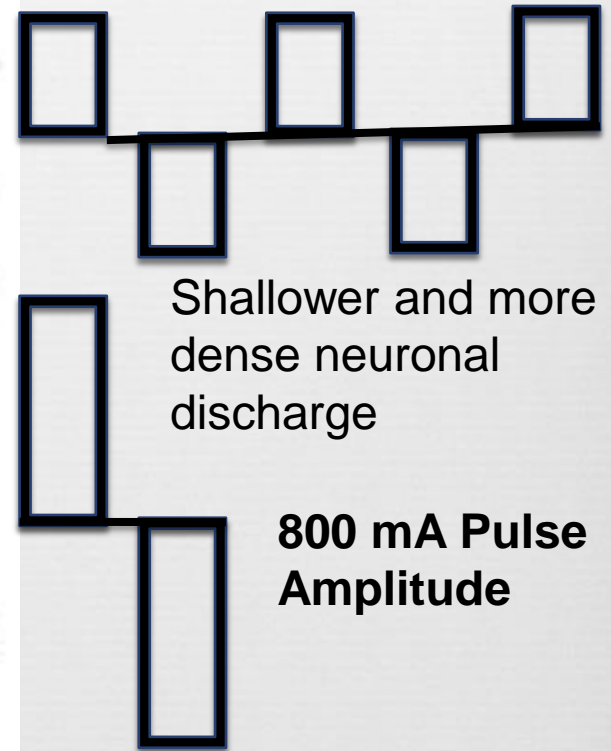 Shallower and more
dense neuronal
discharge
800 mA Pulse
Amplitude